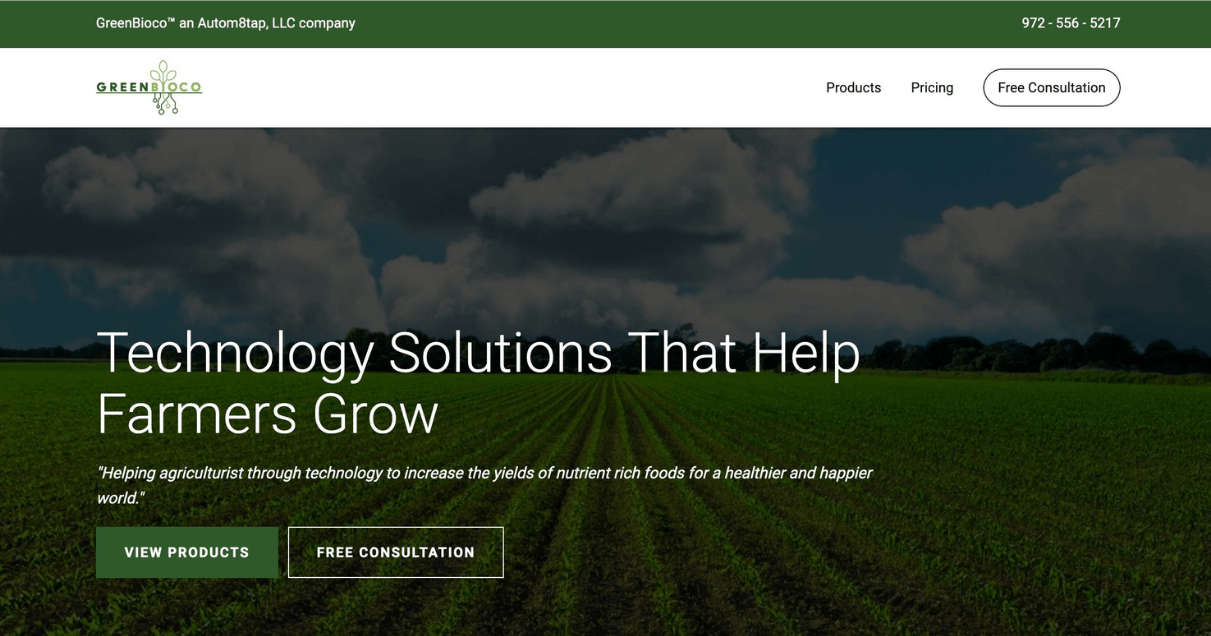 GreenBioco™ an Autom8tap, LLC company
972 - 556 - 5217
GREENBIOCO
Products
Pricing
Free Consultation
Technology Solutions That Help
Farmers Grow
"Helping agriculturist through technology to increase the yields of nutrient rich foods for a healthier and happier
world."
VIEW PRODUCTS
FREE CONSULTATION